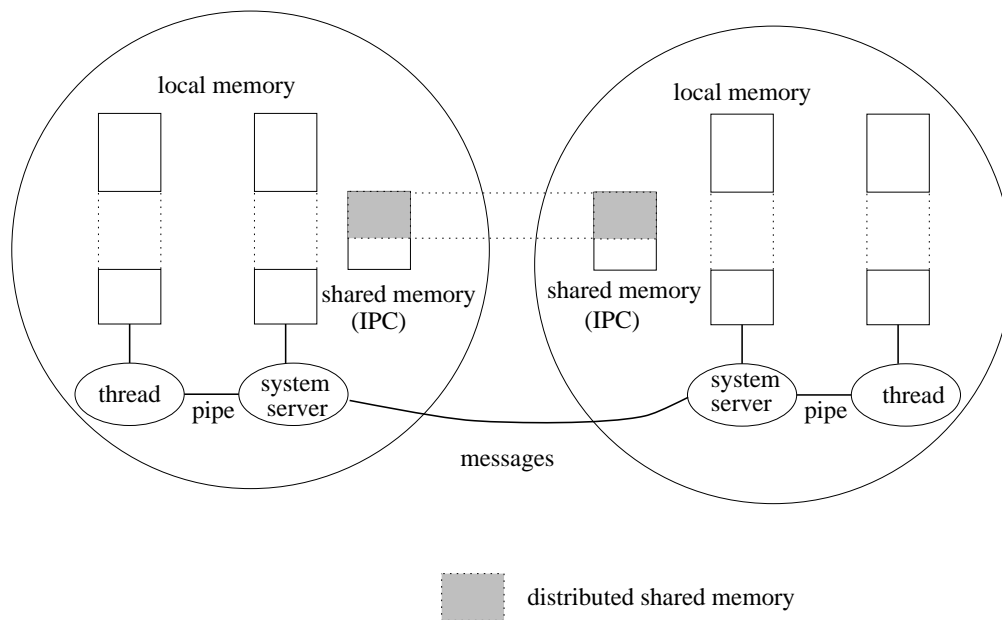 local memory
local memory
shared memory
(IPC)
shared memory
(IPC)
thread
pipe
system
server
system
server
pipe
thread
messages
distributed shared memory